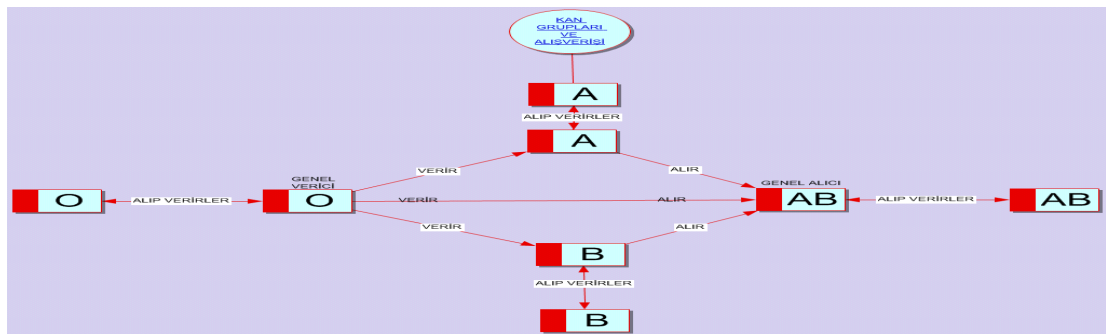 KAN
GRUPLARI
VE
ALIŞVERİŞİ
A
ALIP VERİRLER
A
VERİR
ALIR
GENEL
VERİCİ
GENEL ALICI
O
ALIP VERİRLER
O
VERİR
ALIR
AB
ALIP VERİRLER
AB
VERİR
ALIR
B
ALIP VERİRLER
B